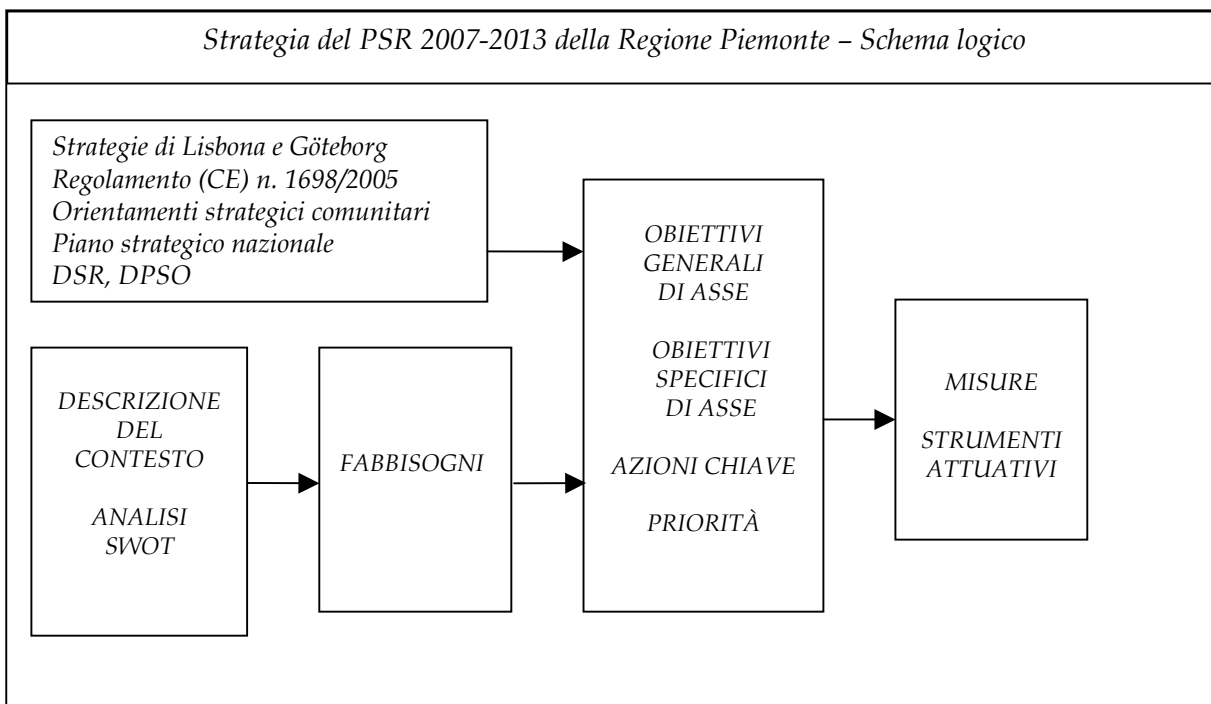 Strategia del PSR 2007-2013 della Regione Piemonte – Schema logico
Strategie di Lisbona e Göteborg
Regolamento (CE) n. 1698/2005
Orientamenti strategici comunitari
Piano strategico nazionale
DSR, DPSO
DESCRIZIONE
DEL
CONTESTO
ANALISI
SWOT
FABBISOGNI
OBIETTIVI
GENERALI
DI ASSE
OBIETTIVI
SPECIFICI
DI ASSE
AZIONI CHIAVE
PRIORITÀ
MISURE
STRUMENTI
ATTUATIVI